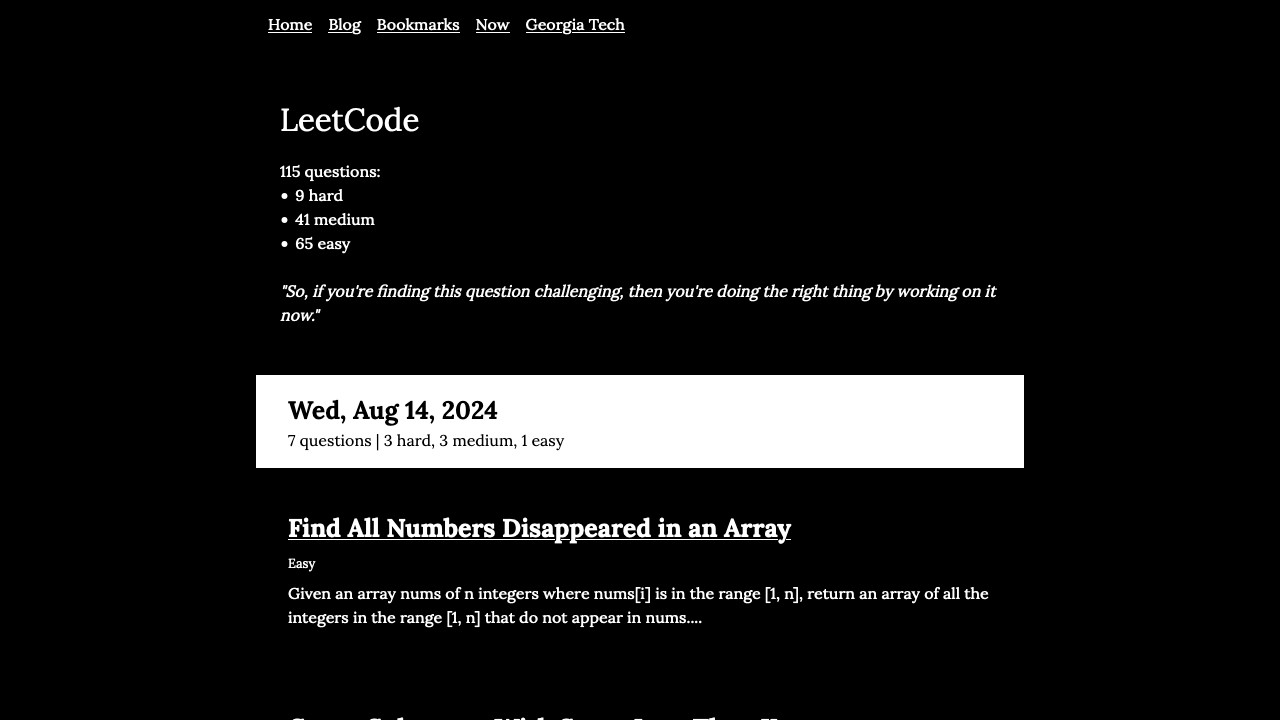 Home Blog Bookmarks Now Georgia Tech
LeetCode
115 questions:
• 9 hard
• 41 medium
• 65 easy
"So, if you're finding this question challenging, then you're doing the right thing by working on it
now."
Wed, Aug 14, 2024
7 questions | 3 hard, 3 medium, 1 easy
Find All Numbers Disappeared in an Array
Easy
Given an array nums of n integers where nums[i] is in the range [1, n], return an array of all the
integers in the range [1, n] that do not appear in nums....